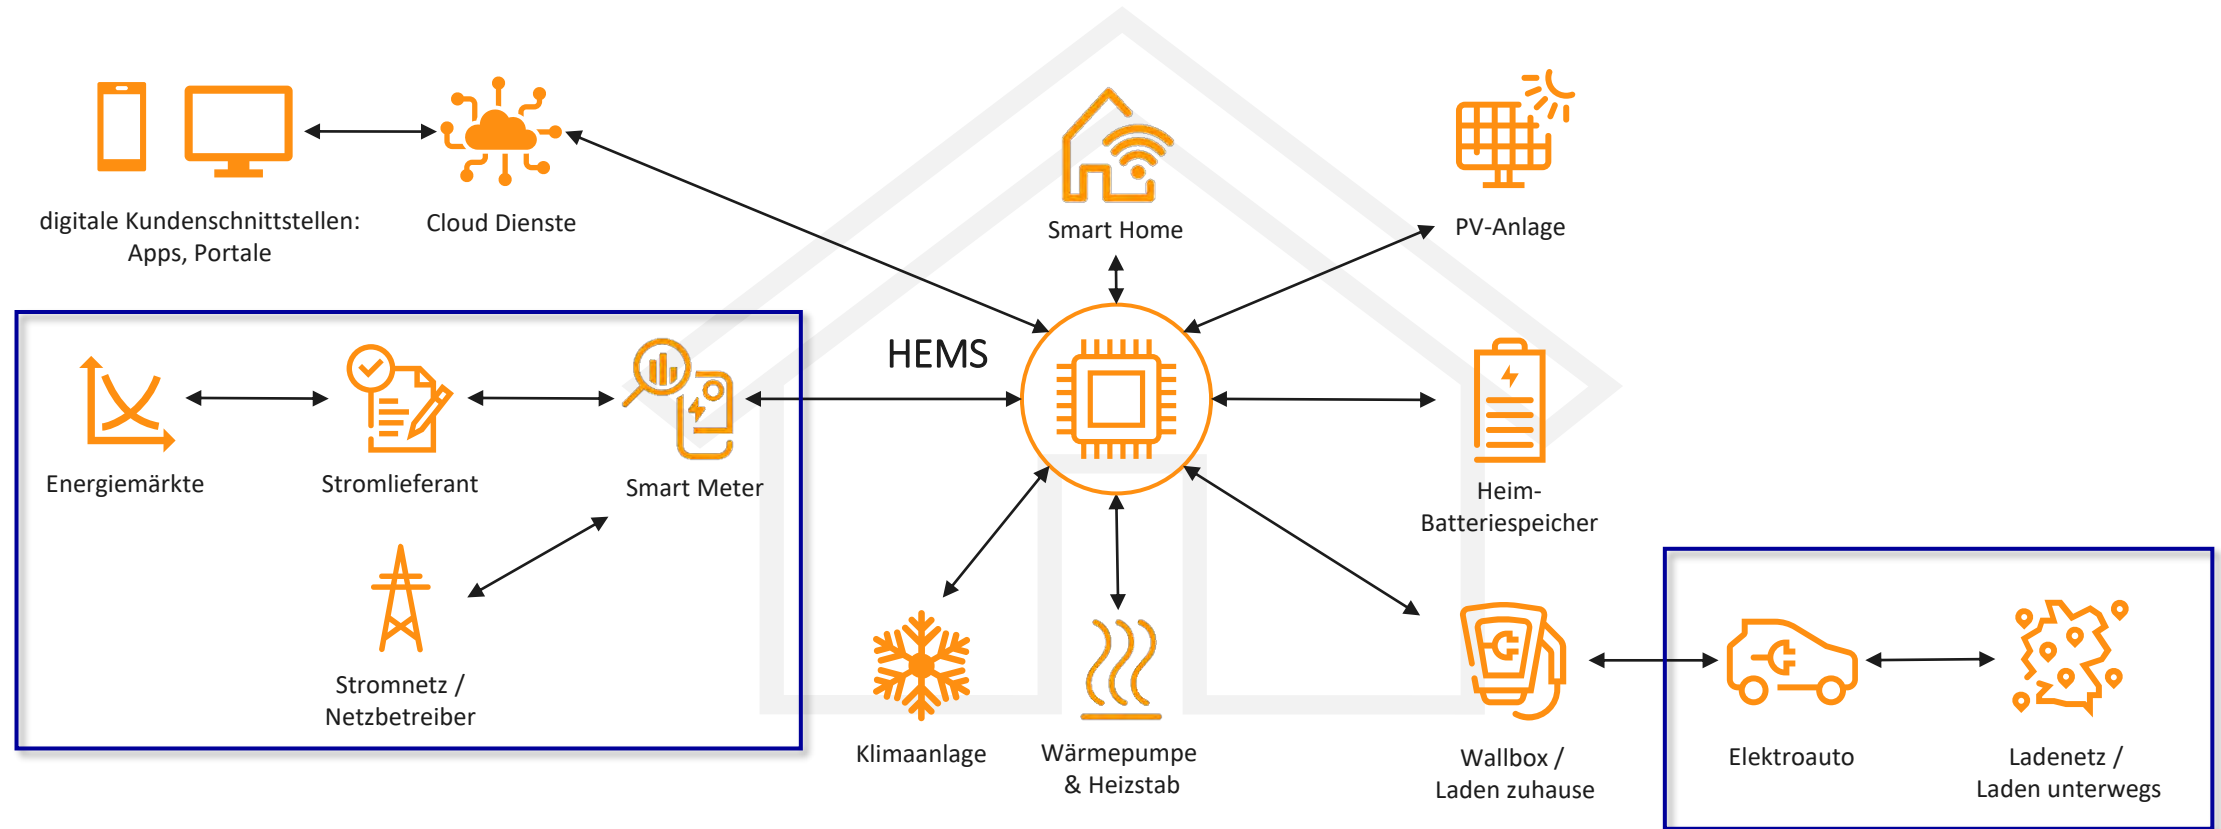 digitale Kundenschnittstellen:
Apps, Portale
Cloud Dienste
Smart Home
PV-Anlage
HEMS
Energiemärkte
Stromlieferant
Smart Meter
Heim-
Batteriespeicher
Stromnetz /
Netzbetreiber
Klimaanlage
Wärmepumpe
& Heizstab
Wallbox /
Laden zuhause
Elektroauto
Ladenetz /
Laden unterwegs